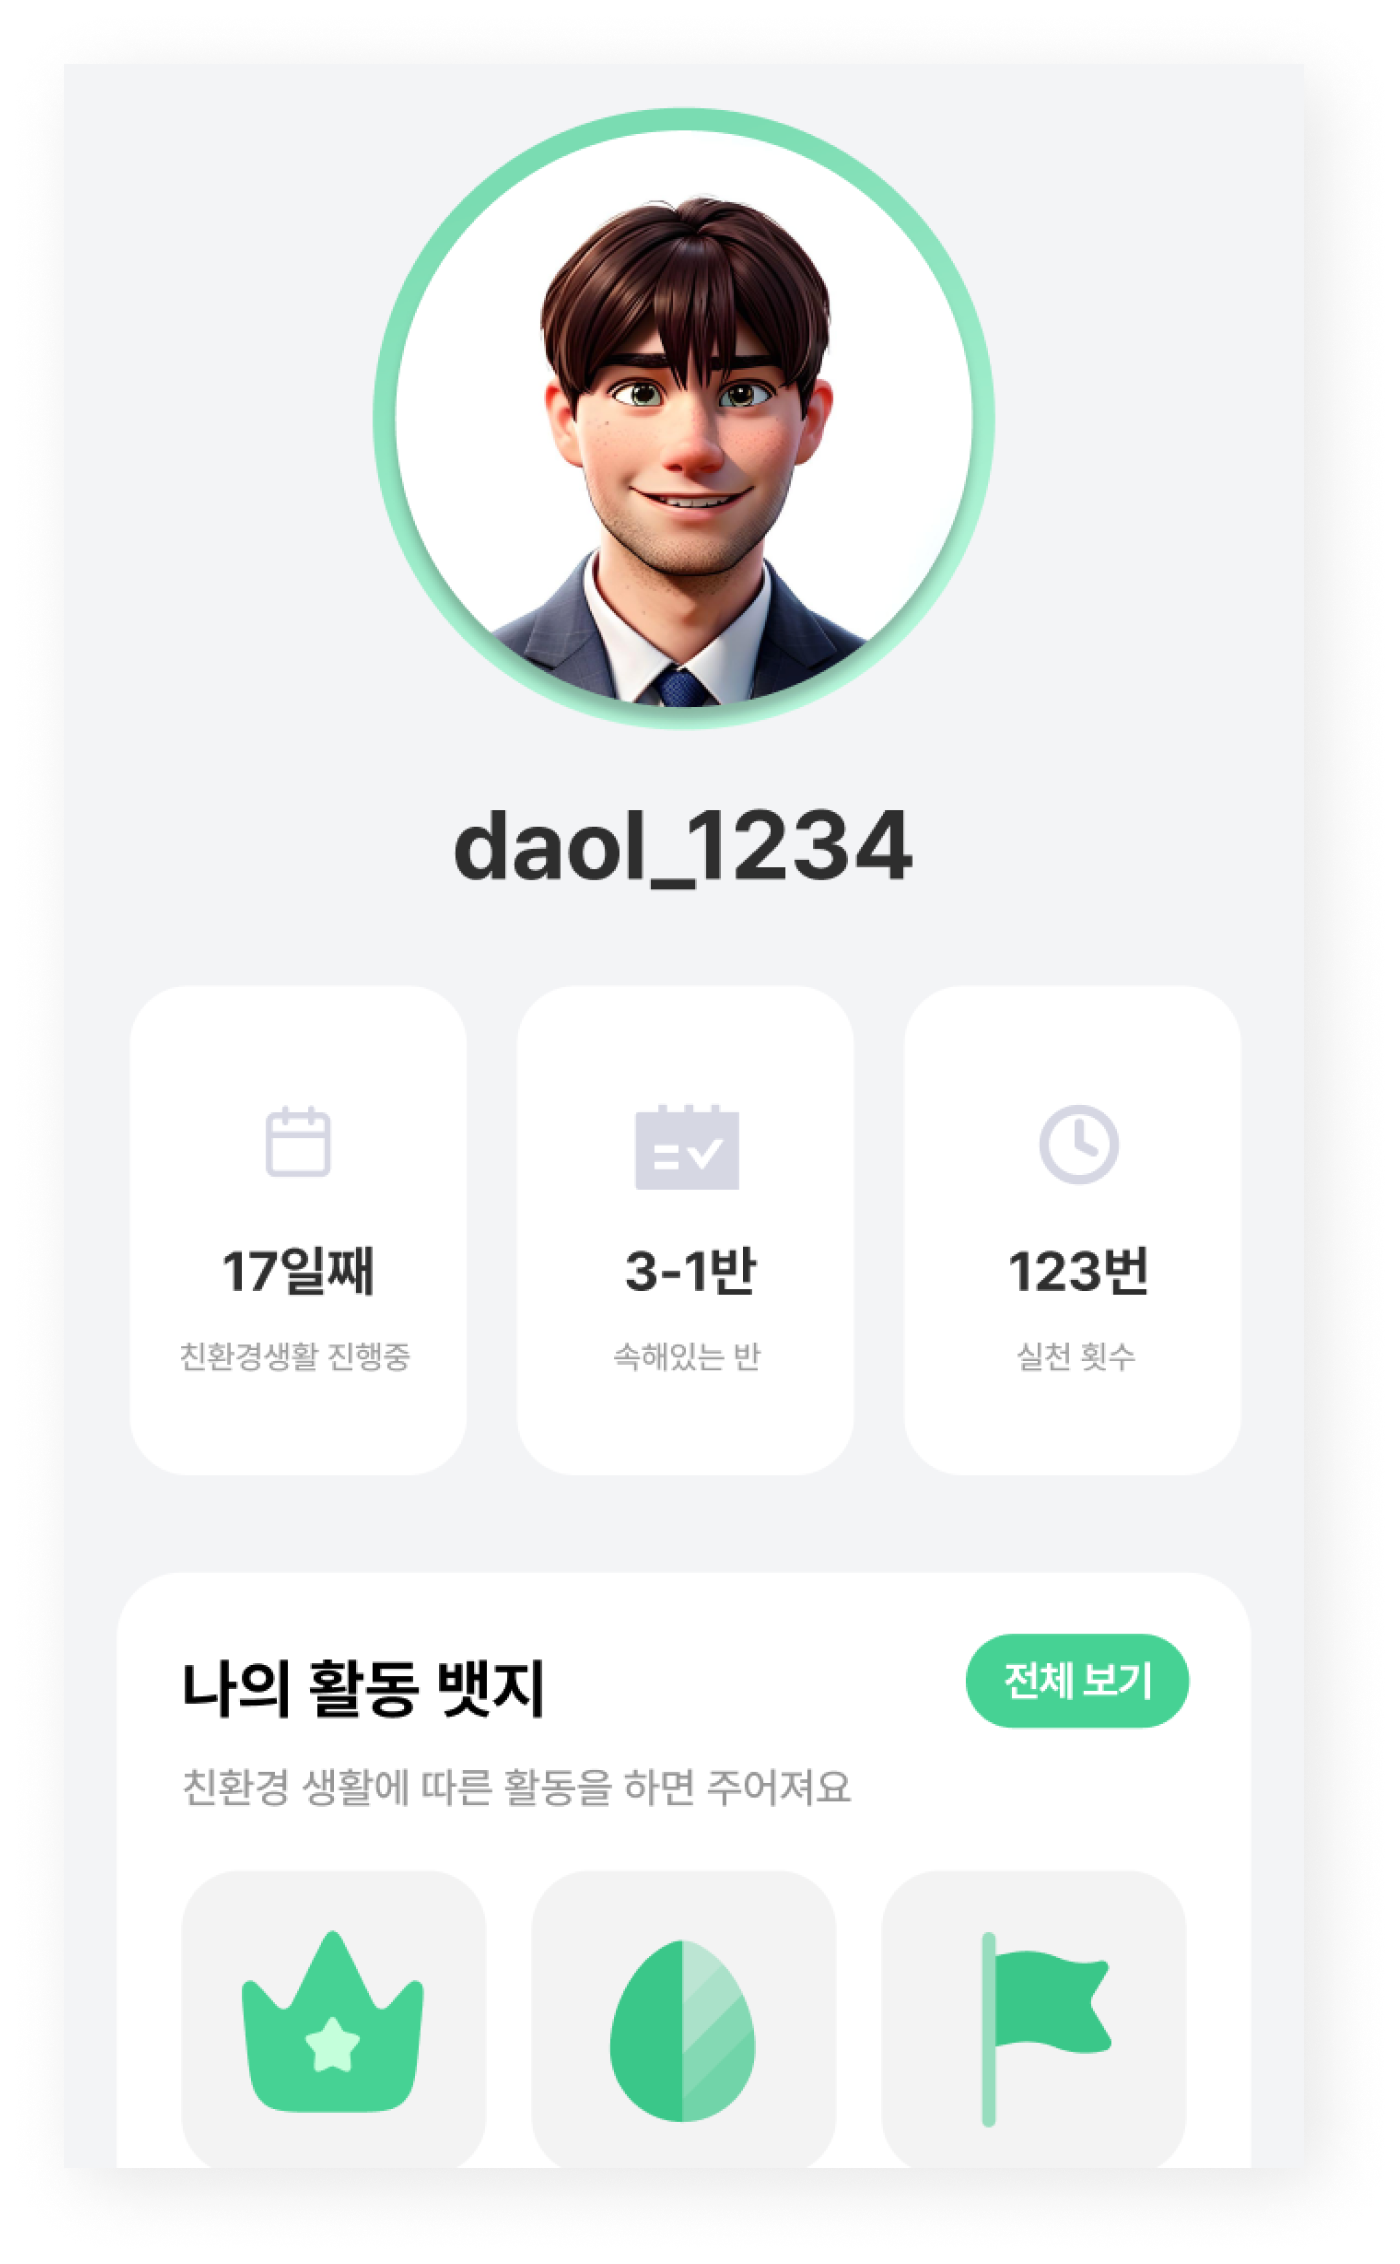 daol_1234
17일째
3-1반
123번
친환경생활 진행중
속해있는 반
실천 횟수
나의 활동 뱃지
전체 보기
친환경 생활에 따른 활동을 하면 주어져요